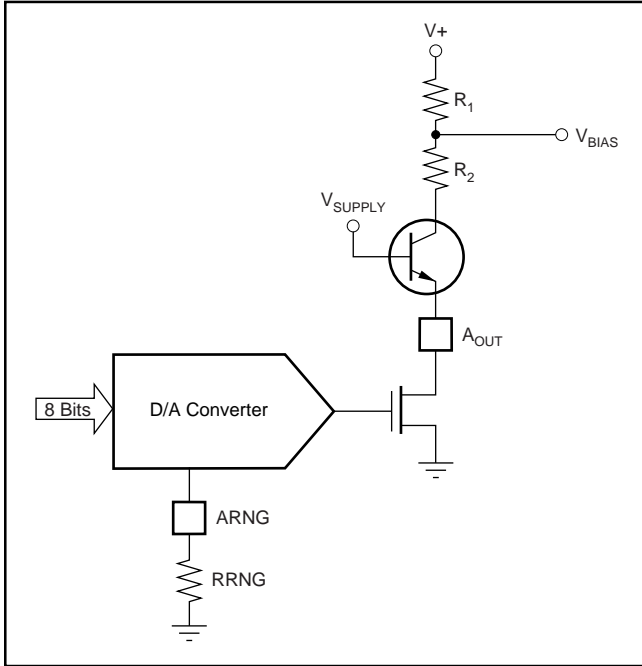 V+
R1
VBIAS
R2
VSUPPLY
AOUT
8 Bits
D/A Converter
ARNG
RRNG